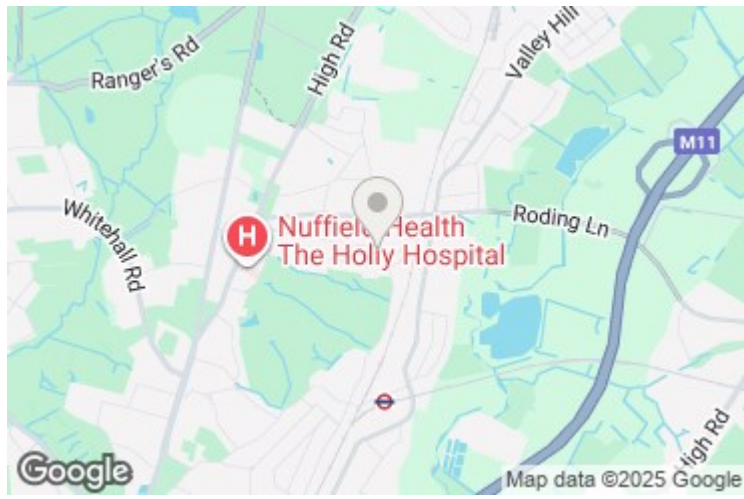 Ranger's Rd
High Rd
Valley Hill
M11
Whitehall Rd
H
Nuffield Health
The Holly Hospital
Roding Ln
High Rd
Google
Map data ©2025 Google